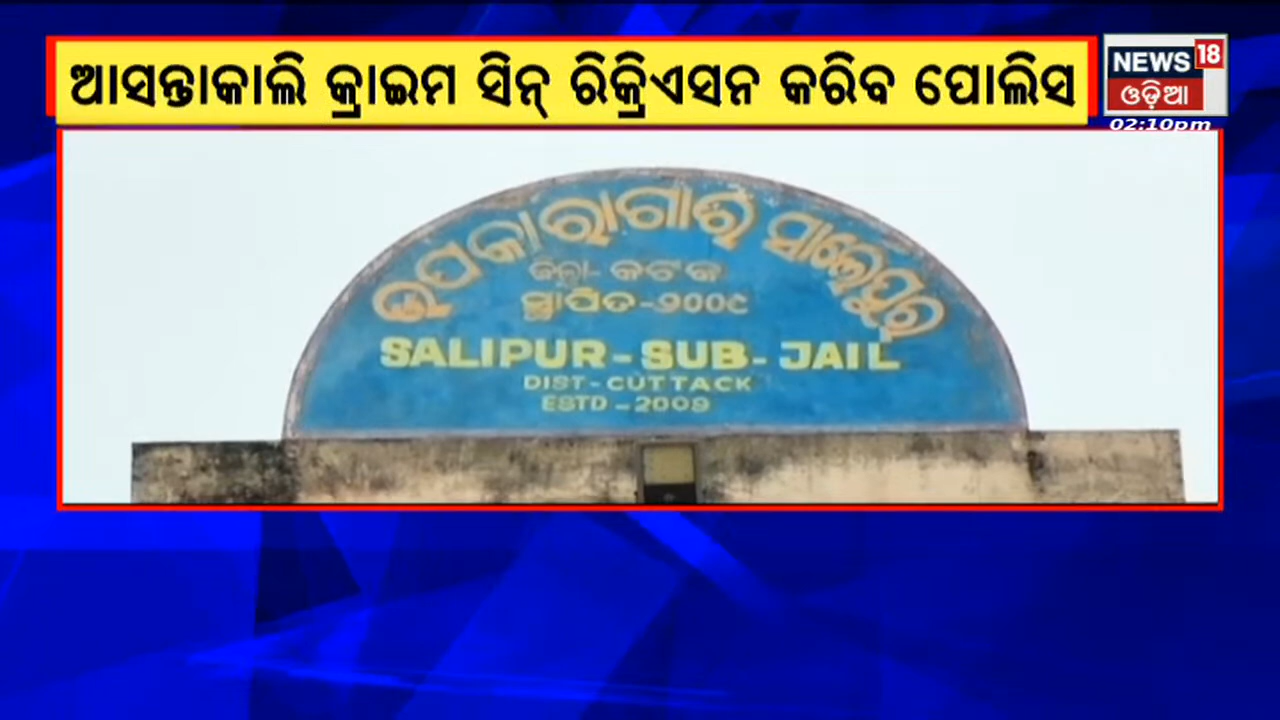 ଆସନ୍ତାକାଲି କ୍ରାଇମ ସିନ୍ ରିକ୍ରିଏସନ କରିବ ପୋଲିସ
NEWS 18
ଓଡ଼ିଆ
02:10pm
ଉପକାରାଗାର ସାଲେପୁର
ଜିଲ୍ଲା- କଟକ
ସ୍ଥାପିତ-୨୦୦୯
SALIPUR - SUB - JAIL
DIST - CUTTACK
ESTD - 2009